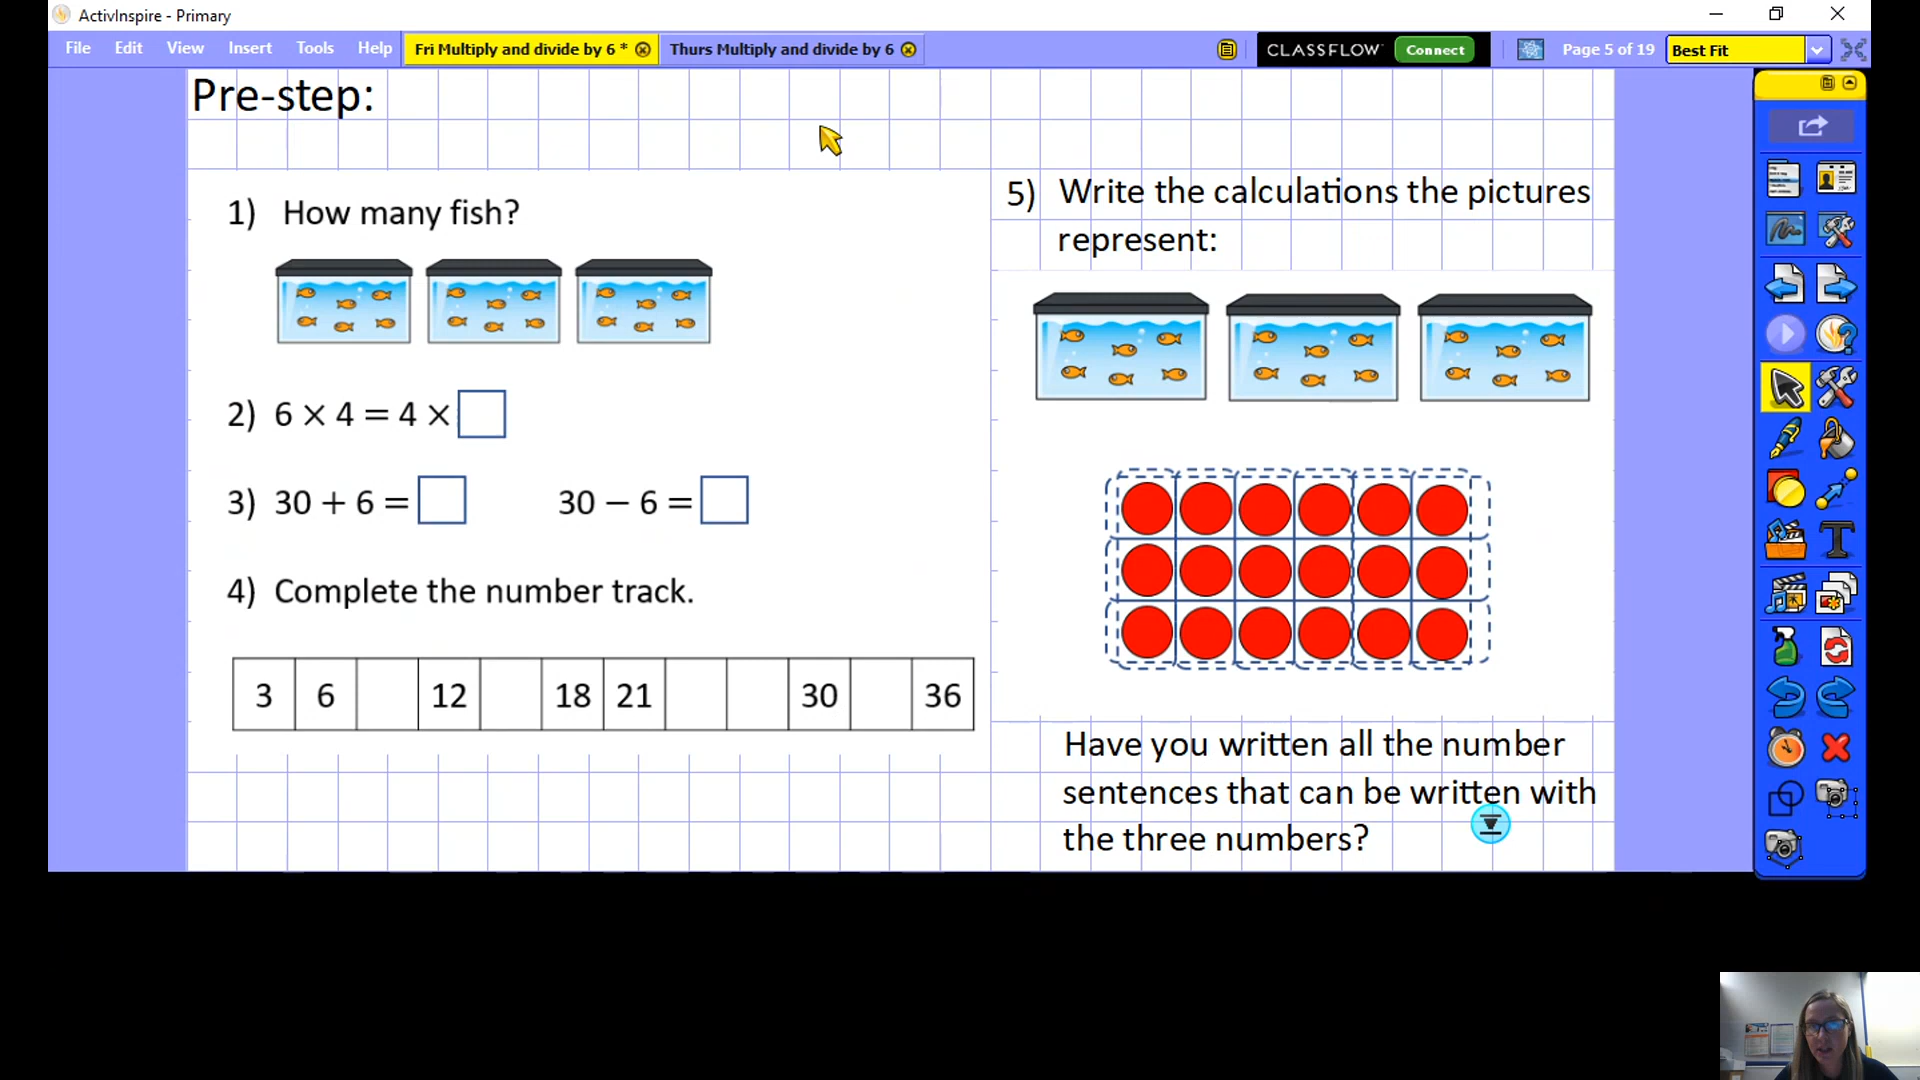 ActivInspire - Primary
File Edit View Insert Tools Help
Fri Multiply and divide by 6 *
Thurs Multiply and divide by 6
CLASSFLOW Connect
Page 5 of 19
Best Fit
Pre-step:
1) How many fish?
2) 6 × 4 = 4 ×
3) 30 + 6 = 30 − 6 =
4) Complete the number track.
3 6 12 18 21 30 36
5) Write the calculations the pictures
represent:
Have you written all the number
sentences that can be written with
the three numbers?